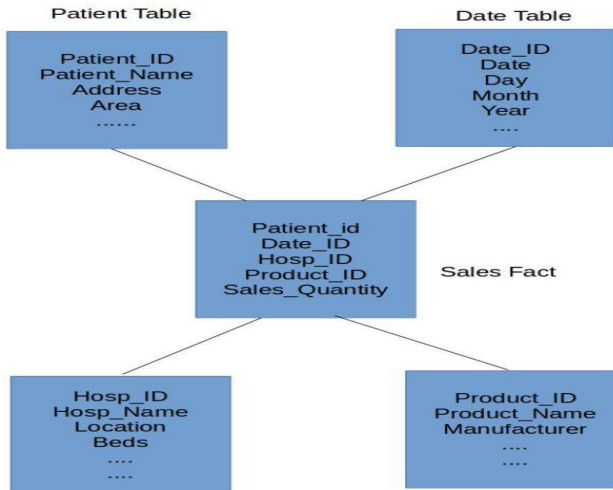 Patient Table
Patient_ID
Patient_Name
Address
Area
......
Date Table
Date_ID
Date
Day
Month
Year
....
Patient_id
Date_ID
Hosp_ID
Product_ID
Sales_Quantity
Sales Fact
Hosp_ID
Hosp_Name
Location
Beds
....
....
Product_ID
Product_Name
Manufacturer
....
....